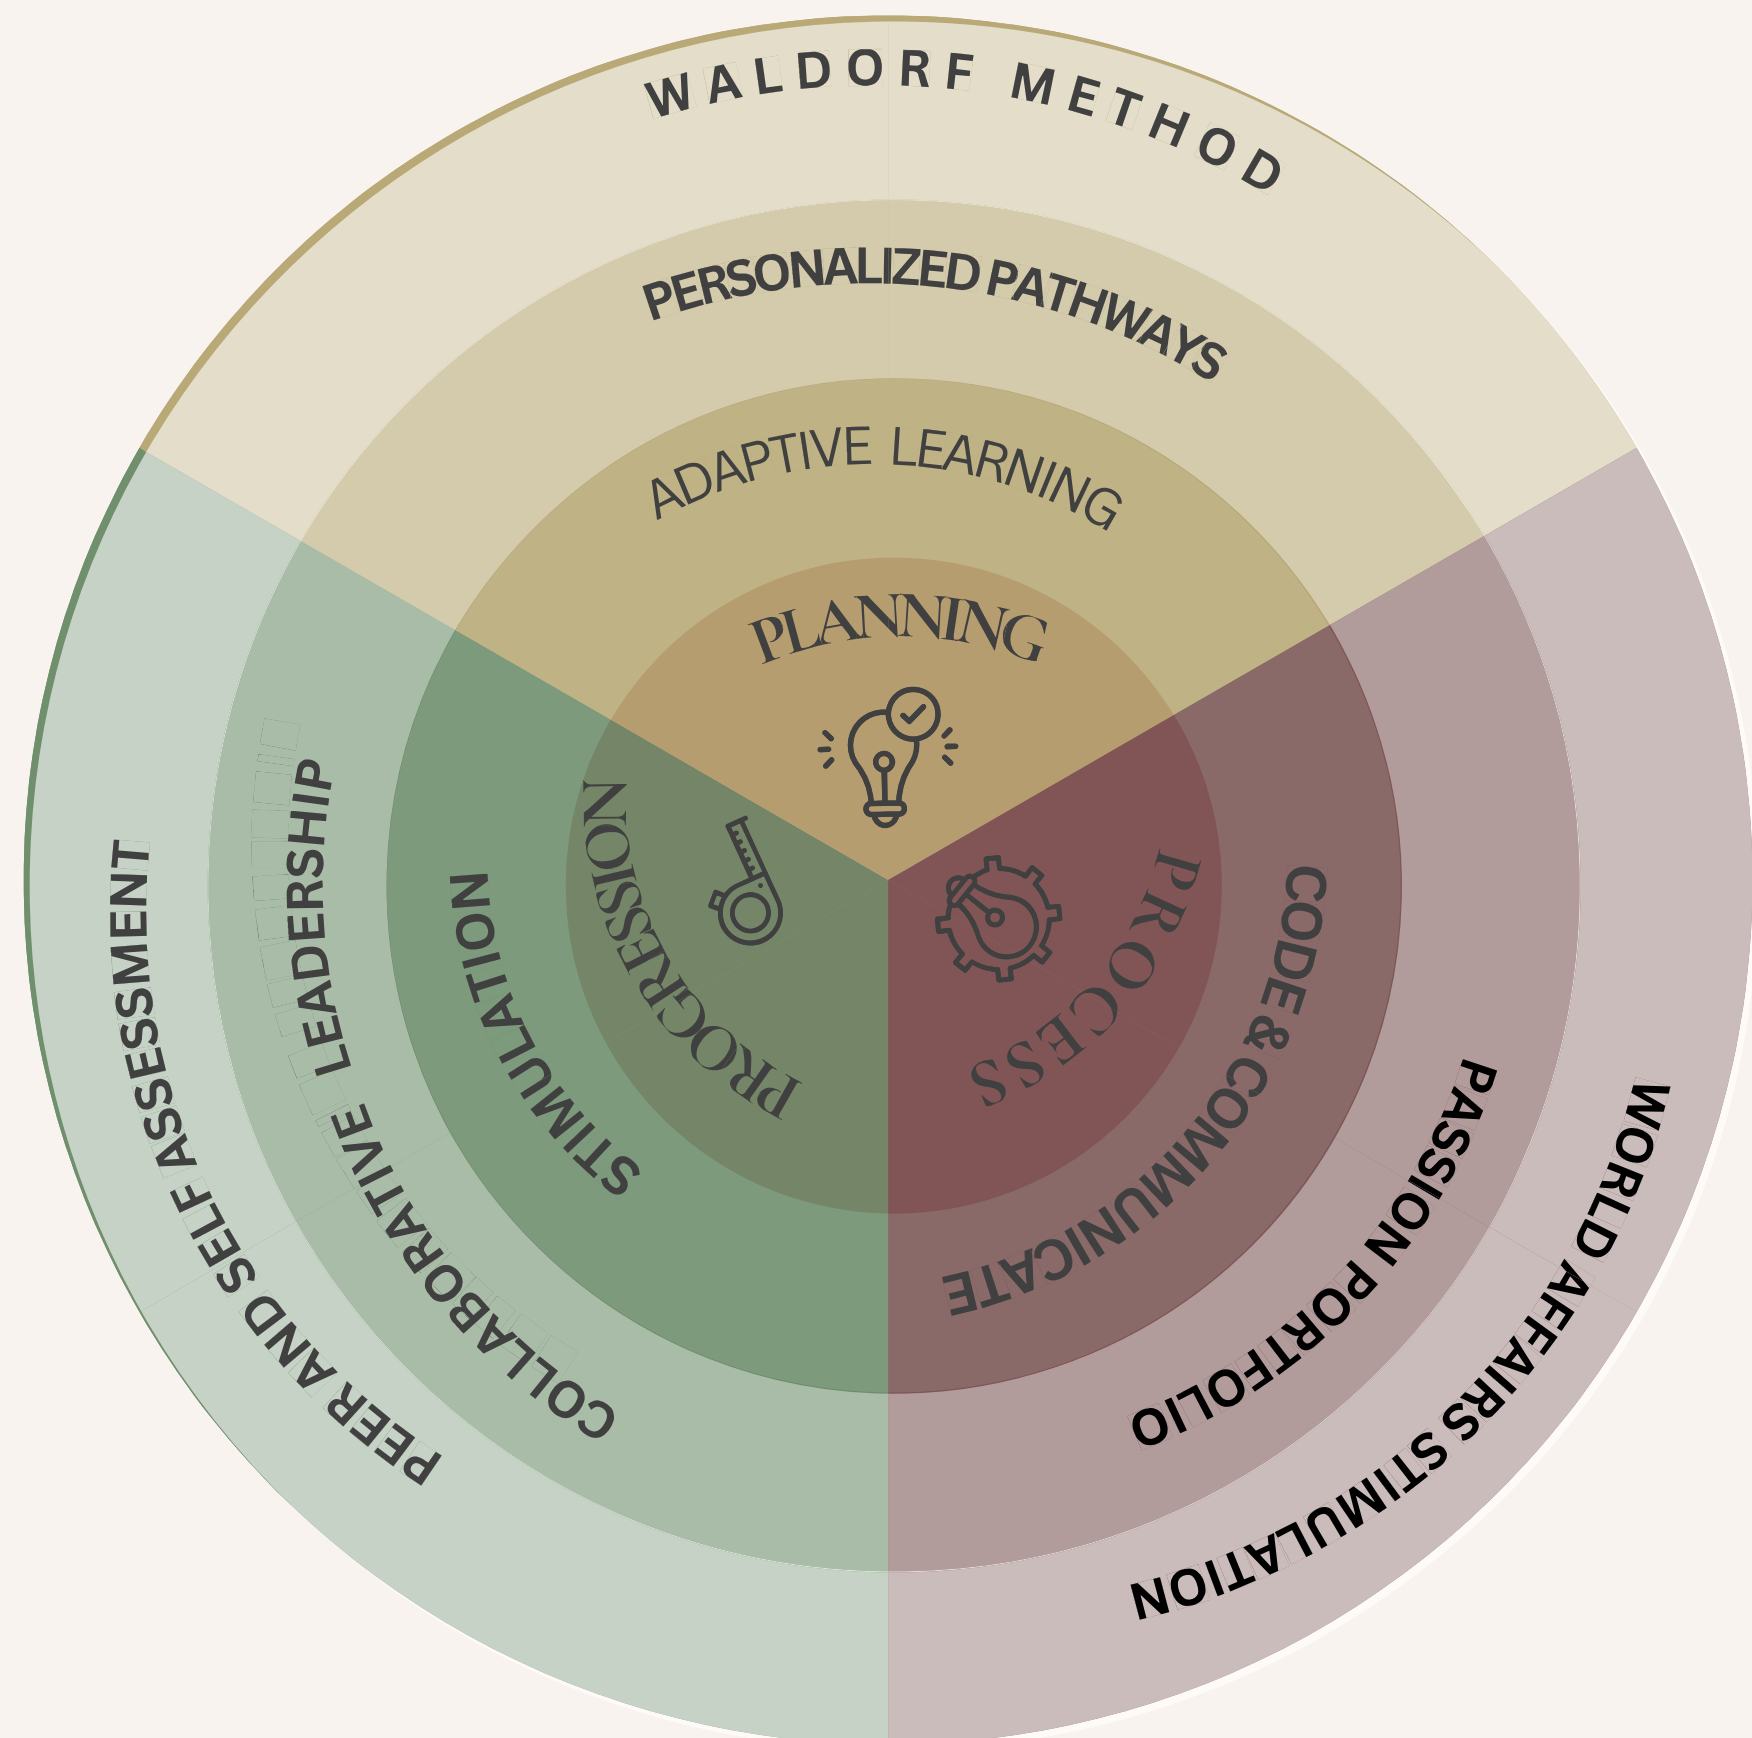 WALDORF METHOD
PERSONALIZED PATHWAYS
ADAPTIVE LEARNING
PLANNING
PROCESS
CODE & COMMUNICATE
PASSION PORTFOLIO
WORLD AFFAIRS STIMULATION
PROGRESSION
STIMULATION
COLLABORATIVE LEADERSHIP
PEER AND SELF ASSESSMENT